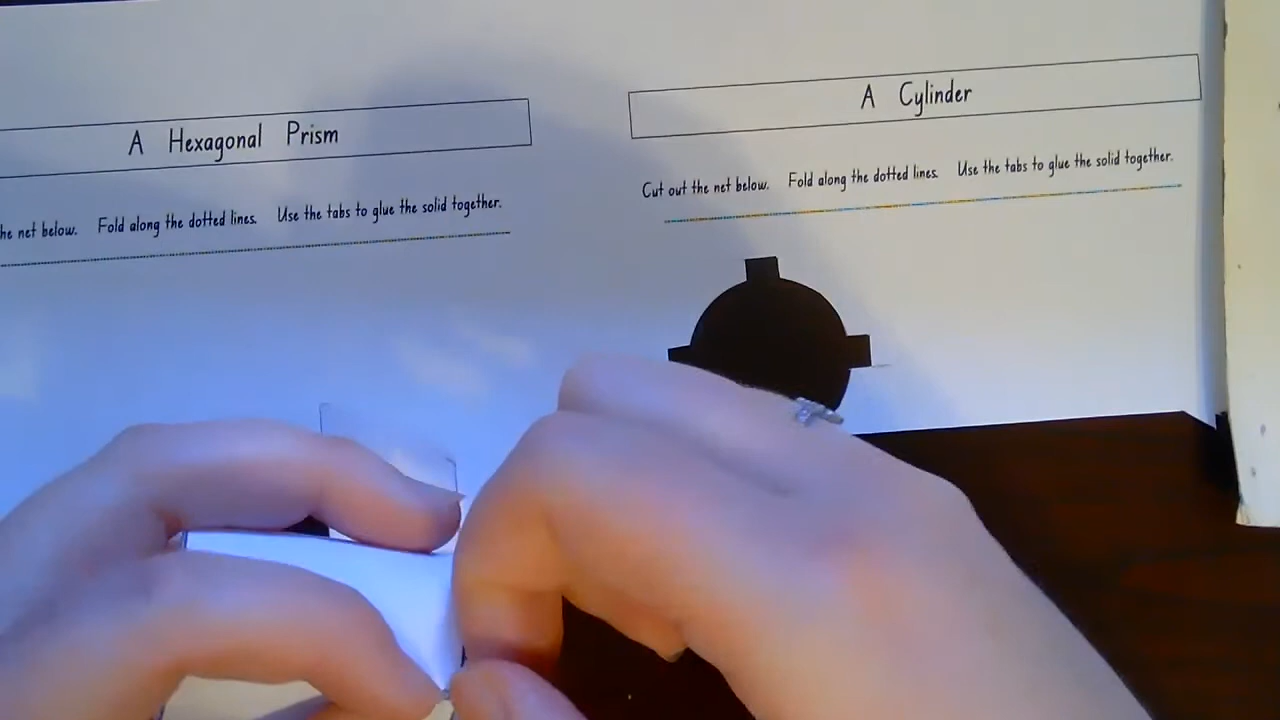 A Hexagonal Prism
he net below. Fold along the dotted lines. Use the tabs to glue the solid together.
A Cylinder
Cut out the net below. Fold along the dotted lines. Use the tabs to glue the solid together.